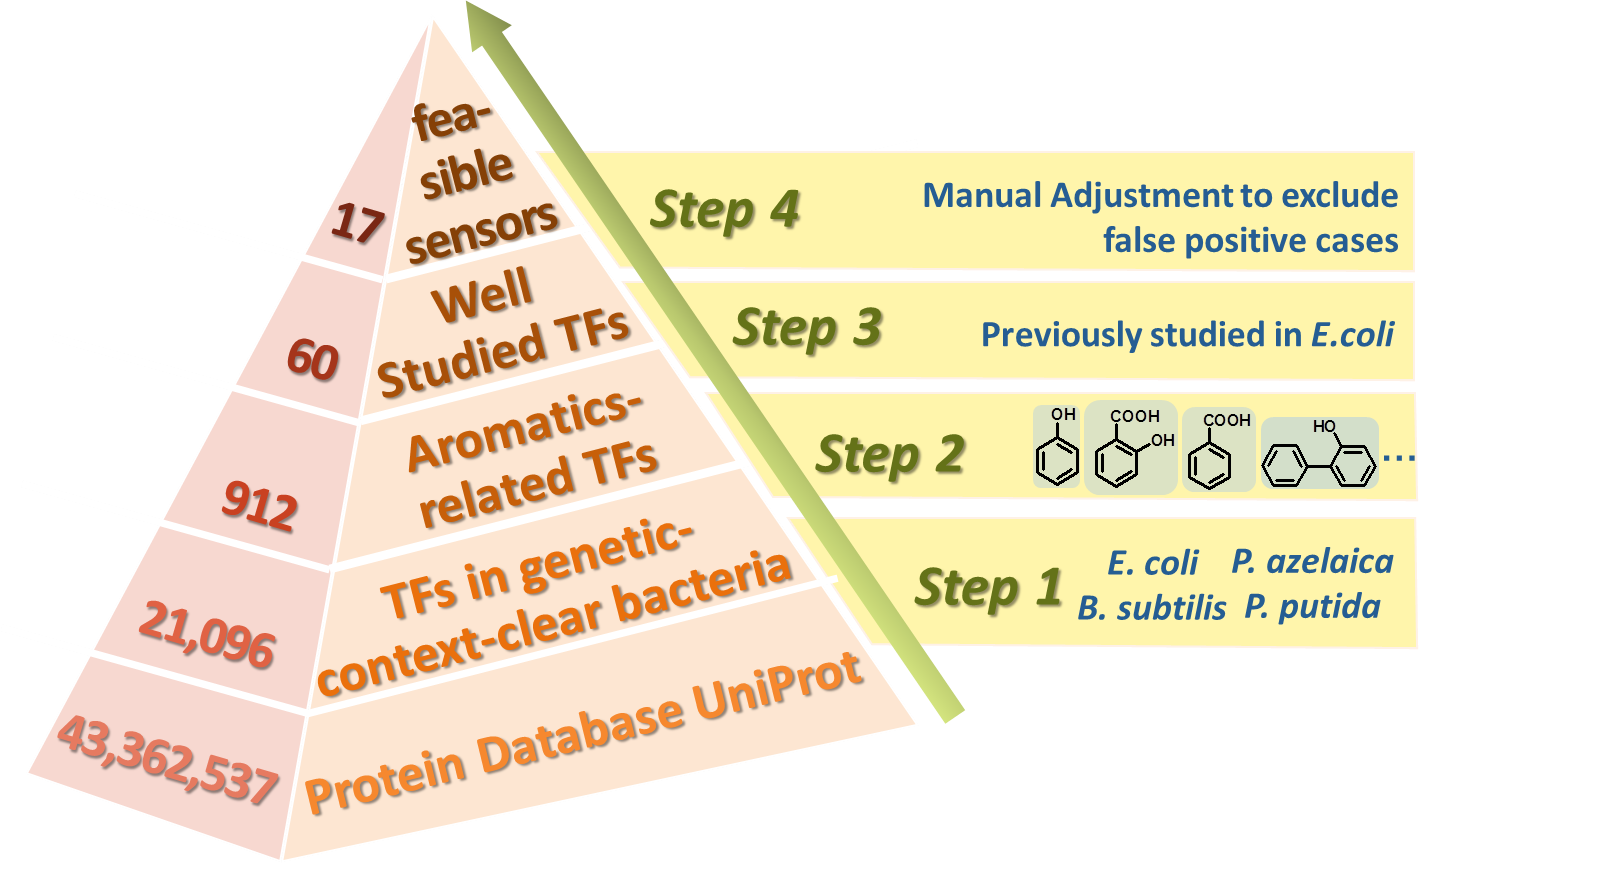 17
fea-
sible
sensors
60
Well
Studied TFs
912
Aromatics-
related TFs
21,096
TFs in genetic-
context-clear bacteria
43,362,537
Protein Database UniProt
Step 4
Manual Adjustment to exclude
false positive cases
Step 3
Previously studied in E.coli
Step 2
OH
COOH
OH
COOH
HO
...
Step 1
E. coli P. azelaica
B. subtilis P. putida